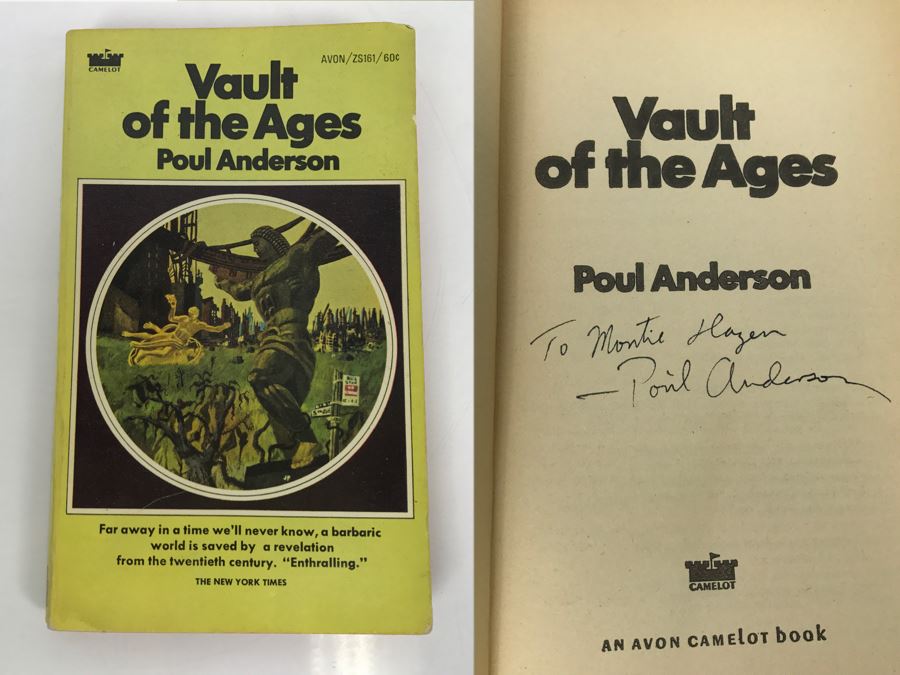 CAMELOT
AVON/ZS161/60¢
Vault
of the Ages
Poul Anderson
Far away in a time we'll never know, a barbaric
world is saved by a revelation
from the twentieth century. "Enthralling."
THE NEW YORK TIMES
Vault
of the Ages
Poul Anderson
To Montie Hazen
— Poul Anderson
CAMELOT
AN AVON CAMELOT book